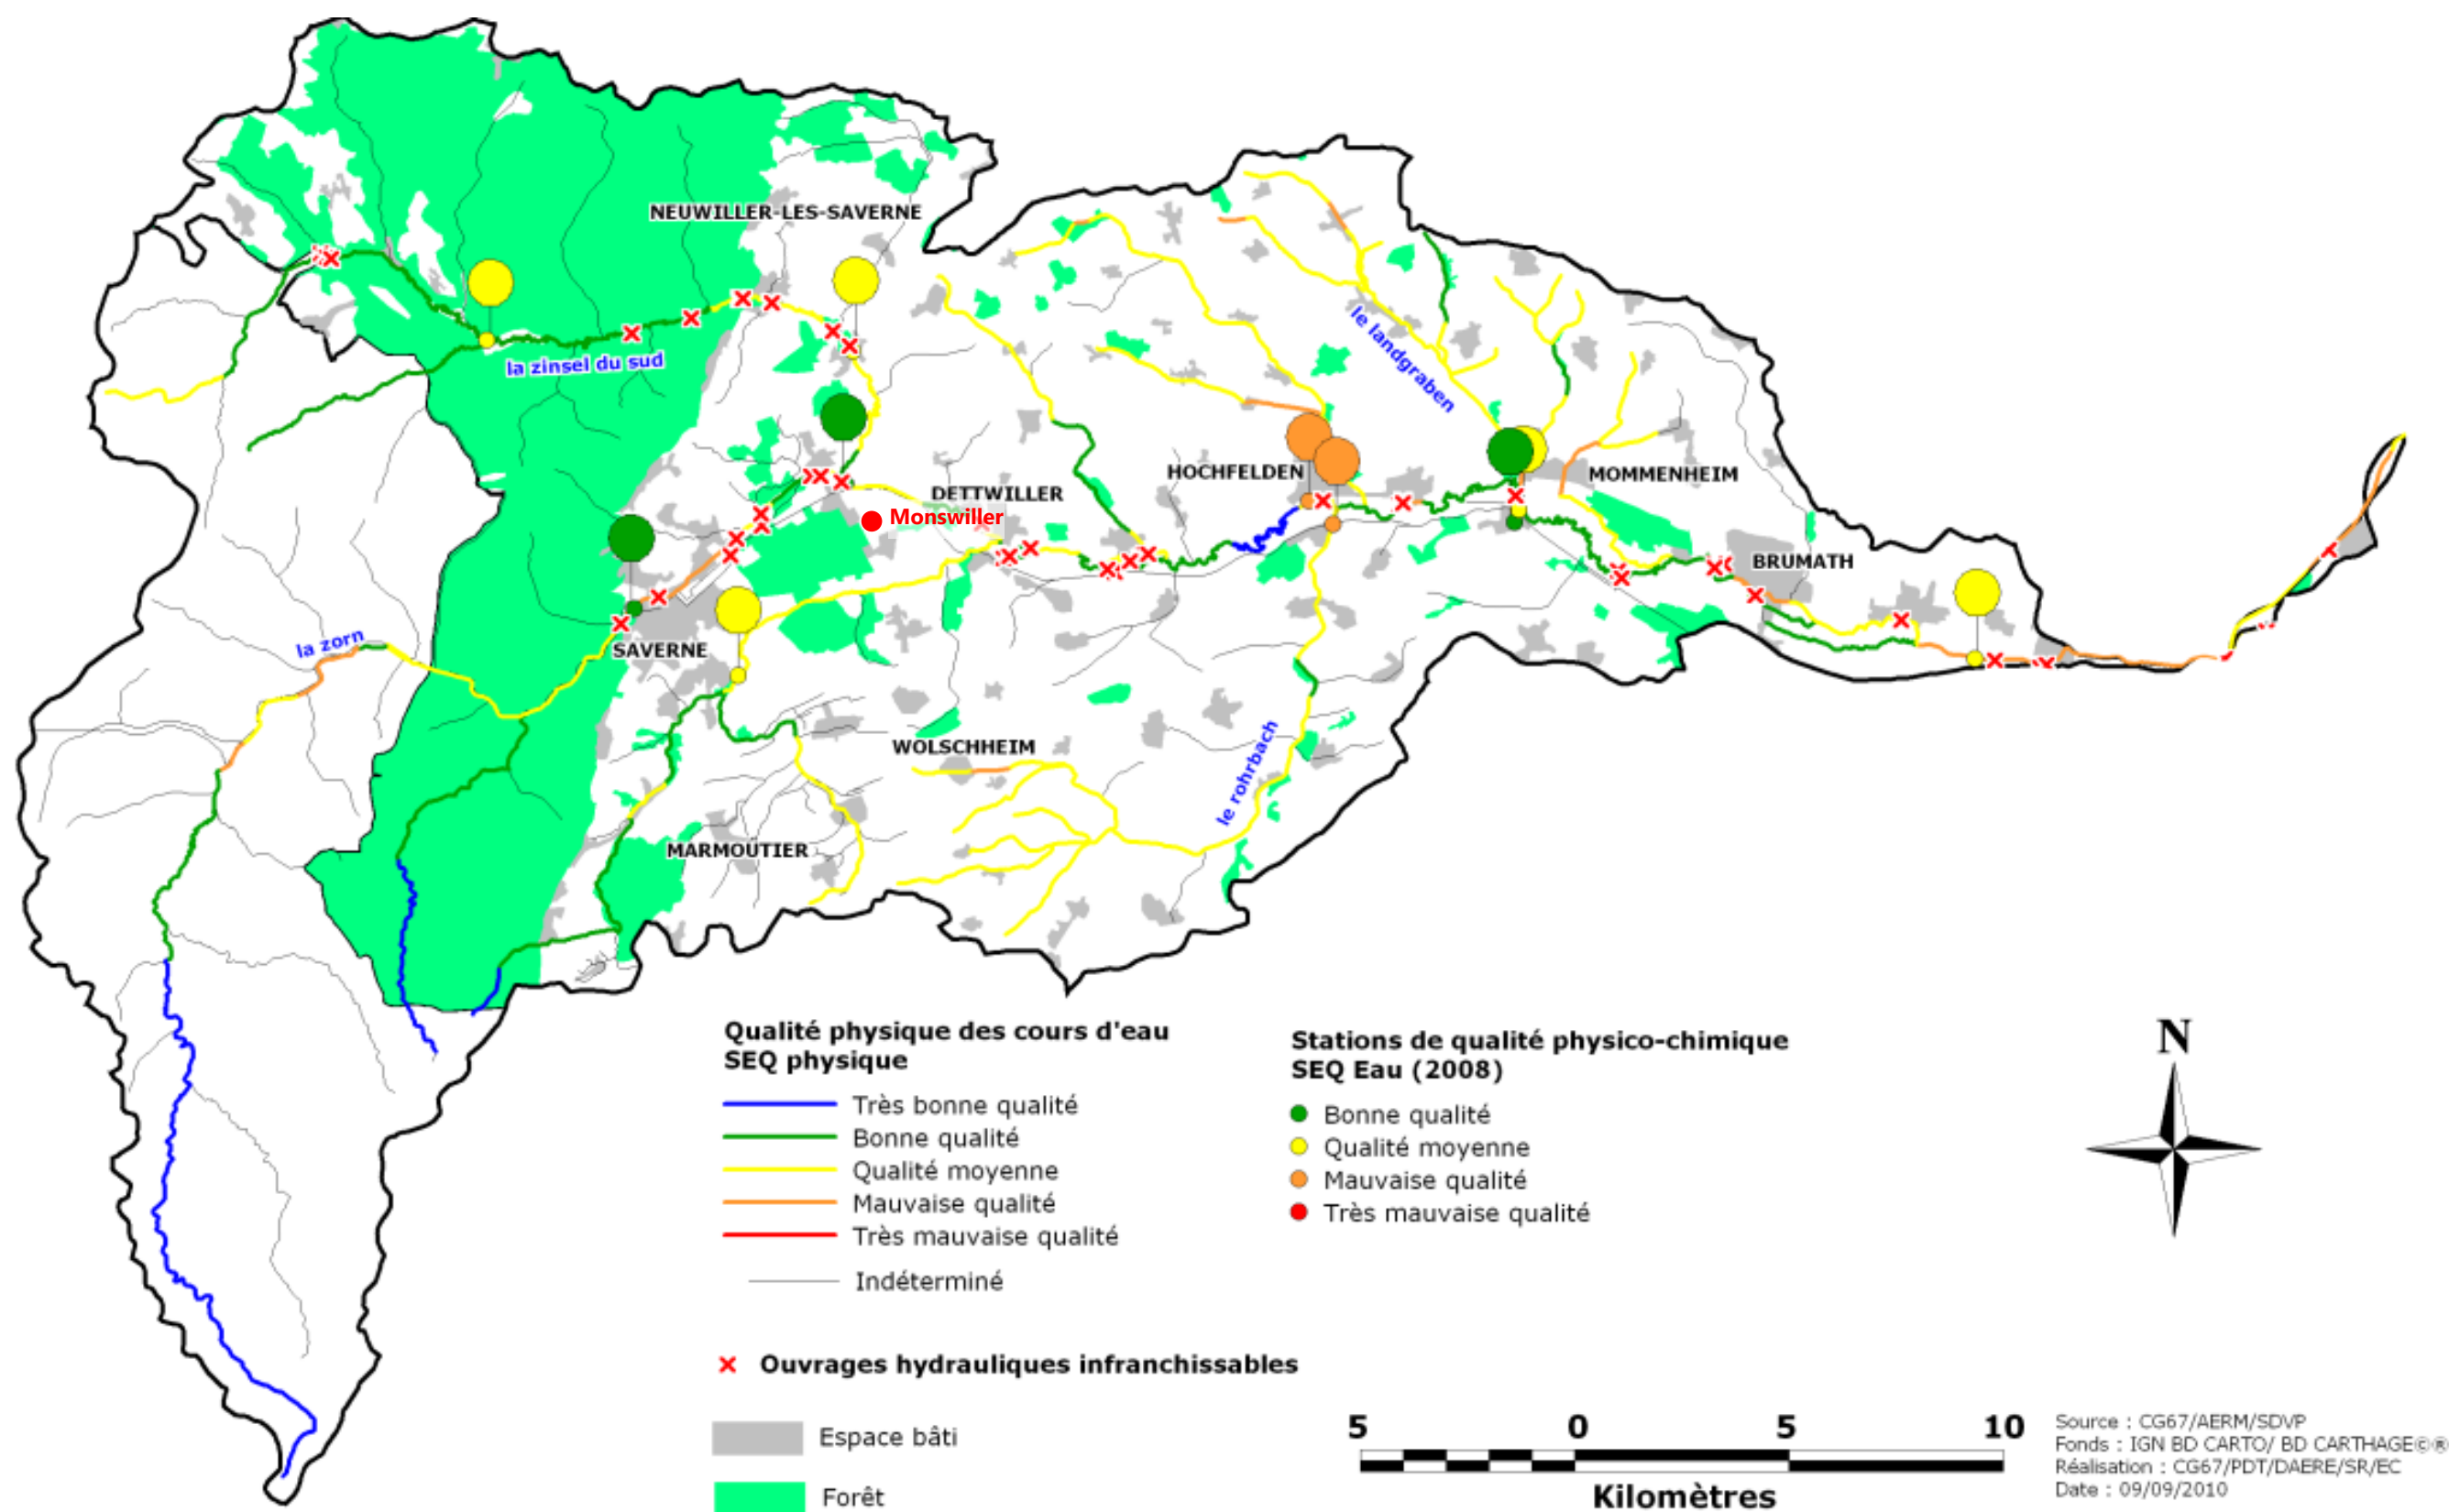 NEUWILLER-LES-SAVERNE
la zinsel du sud
le landgraben
HOCHFELDEN
MOMMENHEIM
DETTWILLER
Monswiller
BRUMATH
la zorn
SAVERNE
WOLSCHHEIM
le rohrbach
MARMOUTIER
Qualité physique des cours d'eau
SEQ physique
Très bonne qualité
Bonne qualité
Qualité moyenne
Mauvaise qualité
Très mauvaise qualité
Indéterminé
Ouvrages hydrauliques infranchissables
Espace bâti
Forêt
Stations de qualité physico-chimique
SEQ Eau (2008)
Bonne qualité
Qualité moyenne
Mauvaise qualité
Très mauvaise qualité
N
5 0 5 10
Kilomètres
Source : CG67/AERM/SDVP
Fonds : IGN BD CARTO/ BD CARTHAGE©®
Réalisation : CG67/PDT/DAERE/SR/EC
Date : 09/09/2010